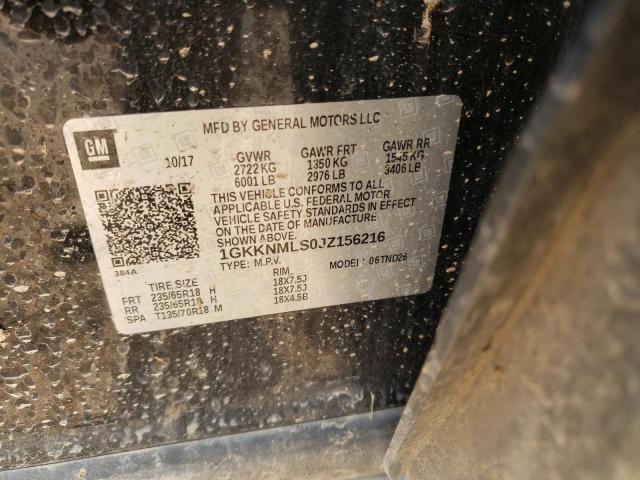 MFD BY GENERAL MOTORS LLC
GM
10/17 GVWR GAWR FRT GAWR RR
2722 KG 1350 KG 1545 KG
6001 LB 2976 LB 3406 LB
THIS VEHICLE CONFORMS TO ALL
APPLICABLE U.S. FEDERAL MOTOR
VEHICLE SAFETY STANDARDS IN EFFECT
ON THE DATE OF MANUFACTURE
SHOWN ABOVE.
1GKKNMLS0JZ156216
TYPE: M.P.V. MODEL: 06TND26
384A
TIRE SIZE RIM
FRT 235/65R18 H 18X7.5J
RR 235/65R18 H 18X7.5J
SPA T135/70R18 M 18X4.5B